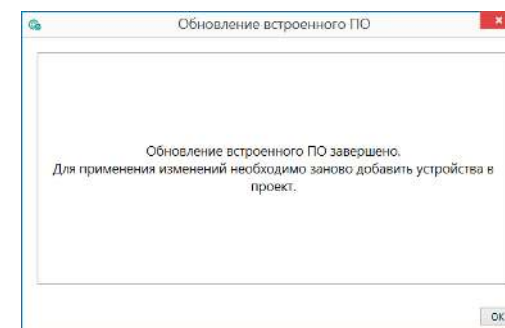 Обновление встроенного ПО
Обновление встроенного ПО завершено.
Для применения изменений необходимо заново добавить устройства в
проект.
OK